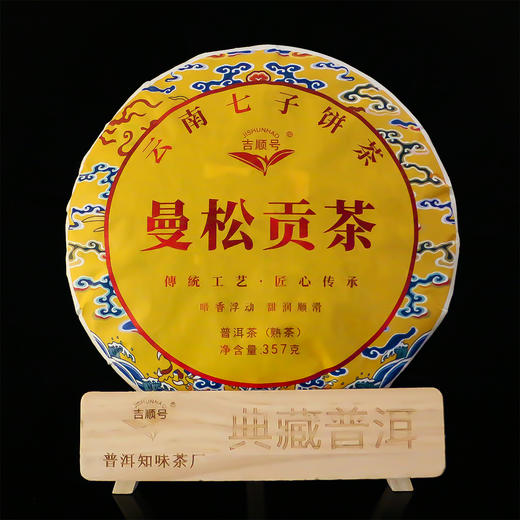 云南七子饼茶
JISHUNHAO
吉顺号
曼松贡茶
傳統工艺·匠心传承
暗香浮动 甜润顺滑
普洱茶（熟茶）
净含量:357克
JISHUNHAO
吉顺号
普洱知味茶厂
典藏普洱